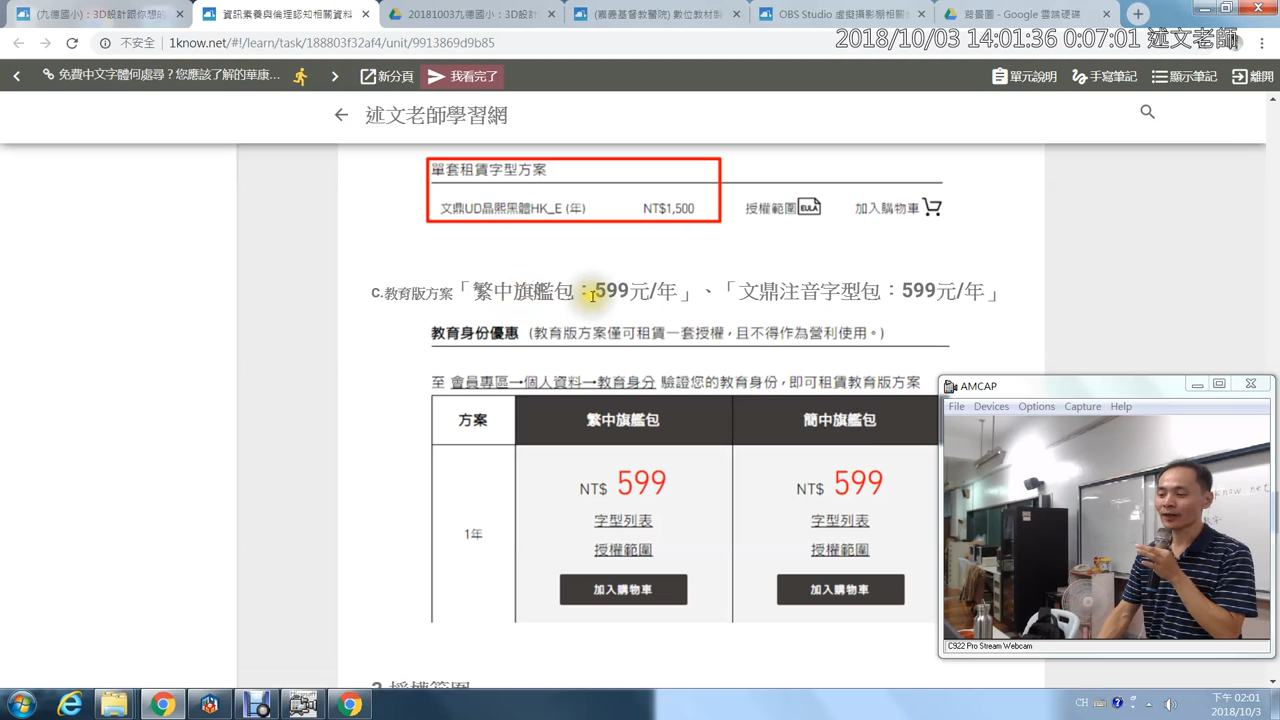 (九德國小)：3D設計跟你想的
資訊素養與倫理認知相關資料
20181003九德國小：3D設計
(嘉義基督教醫院) 數位教材製
OBS Studio 虛擬攝影棚相關
背景圖 - Google 雲端硬碟
不安全
1know.net/#!/learn/task/188803f32af4/unit/9913869d9b85
2018/10/03 14:01:36 0:07:01 述文老師
免費中文字體何處尋？您應該了解的華康...
新分頁
我看完了
單元說明
手寫筆記
顯示筆記
離開
述文老師學習網
單套租賃字型方案
文鼎UD晶熙黑體HK_E (年) NT$1,500 授權範圍 EULA 加入購物車
C.教育版方案「繁中旗艦包：599元/年」、「文鼎注音字型包：599元/年」
教育身份優惠 (教育版方案僅可租賃一套授權，且不得作為營利使用。)
至 會員專區→個人資料→教育身分 驗證您的教育身份，即可租賃教育版方案
方案 繁中旗艦包 簡中旗艦包
NT$ 599 NT$ 599
字型列表 字型列表
1年
授權範圍 授權範圍
加入購物車 加入購物車
AMCAP
File Devices Options Capture Help
C922 Pro Stream Webcam
CH
下午 02:01
2018/10/3